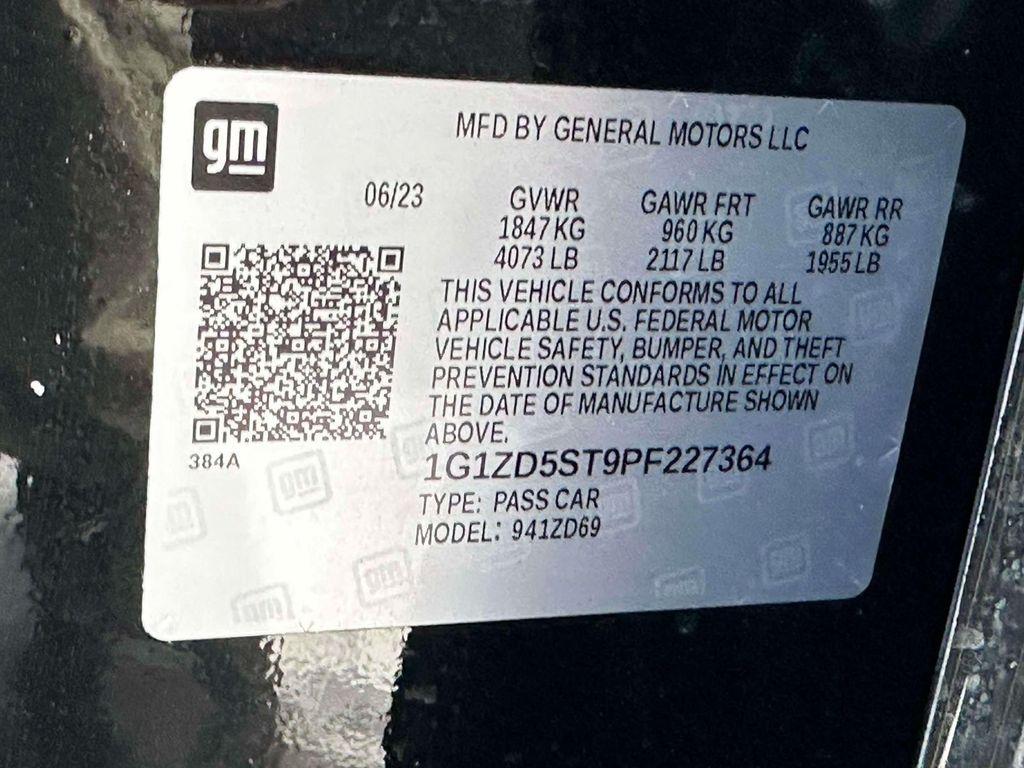 gm
MFD BY GENERAL MOTORS LLC
06/23
GVWR GAWR FRT GAWR RR
1847 KG 960 KG 887 KG
4073 LB 2117 LB 1955 LB
THIS VEHICLE CONFORMS TO ALL
APPLICABLE U.S. FEDERAL MOTOR
VEHICLE SAFETY, BUMPER, AND THEFT
PREVENTION STANDARDS IN EFFECT ON
THE DATE OF MANUFACTURE SHOWN
ABOVE.
384A
1G1ZD5ST9PF227364
TYPE: PASS CAR
MODEL: 941ZD69